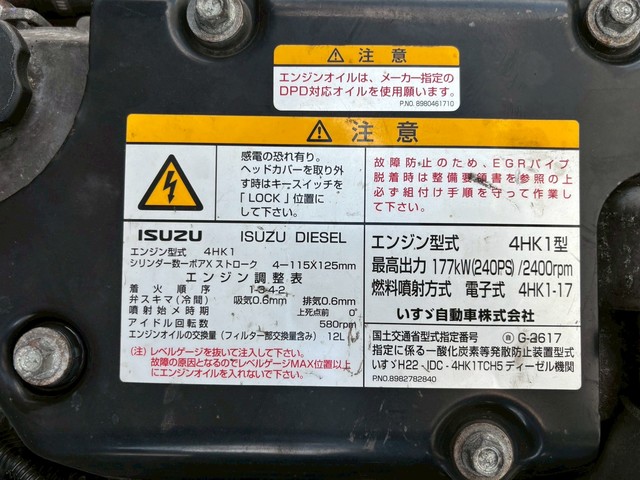 ⚠ 注意
エンジンオイルは、メーカー指定の
DPD対応オイルを使用願います。
P.NO. 8980461710
⚠ 注意
感電の恐れ有り。
ヘッドカバーを取り外
す時はキースイッチを
「LOCK」位置に
して下さい。
故障防止のため、EGRパイプ
脱着時は整備要領書を参照の上
必ず組付け手順を守って作業し
て下さい。
ISUZU ISUZU DIESEL
エンジン型式 4HK1
シリンダ数ーボアXストローク 4-115X125mm
エンジン調整表
着火順序 1-3-4-2
弁スキマ(冷間) 吸気0.6mm 排気0.6mm
噴射始メ時期 上死点前 0°
アイドル回転数 580rpm
エンジンオイルの交換量(フィルター部交換量含み) 12L
(注)レベルゲージを抜いて注入して下さい。
故障の原因となるのでレベルゲージMAX位置以上
にエンジンオイルを入れないで下さい。
エンジン型式 4HK1型
最高出力 177kW(240PS)/2400rpm
燃料噴射方式 電子式 4HK1-17
いすゞ自動車株式会社
国土交通省型式指定番号 G-3617
指定に係る一酸化炭素等発散防止装置型式
いすゞH22・IDC・4HK1TCH5ディーゼル機関
P.NO. 8982782840